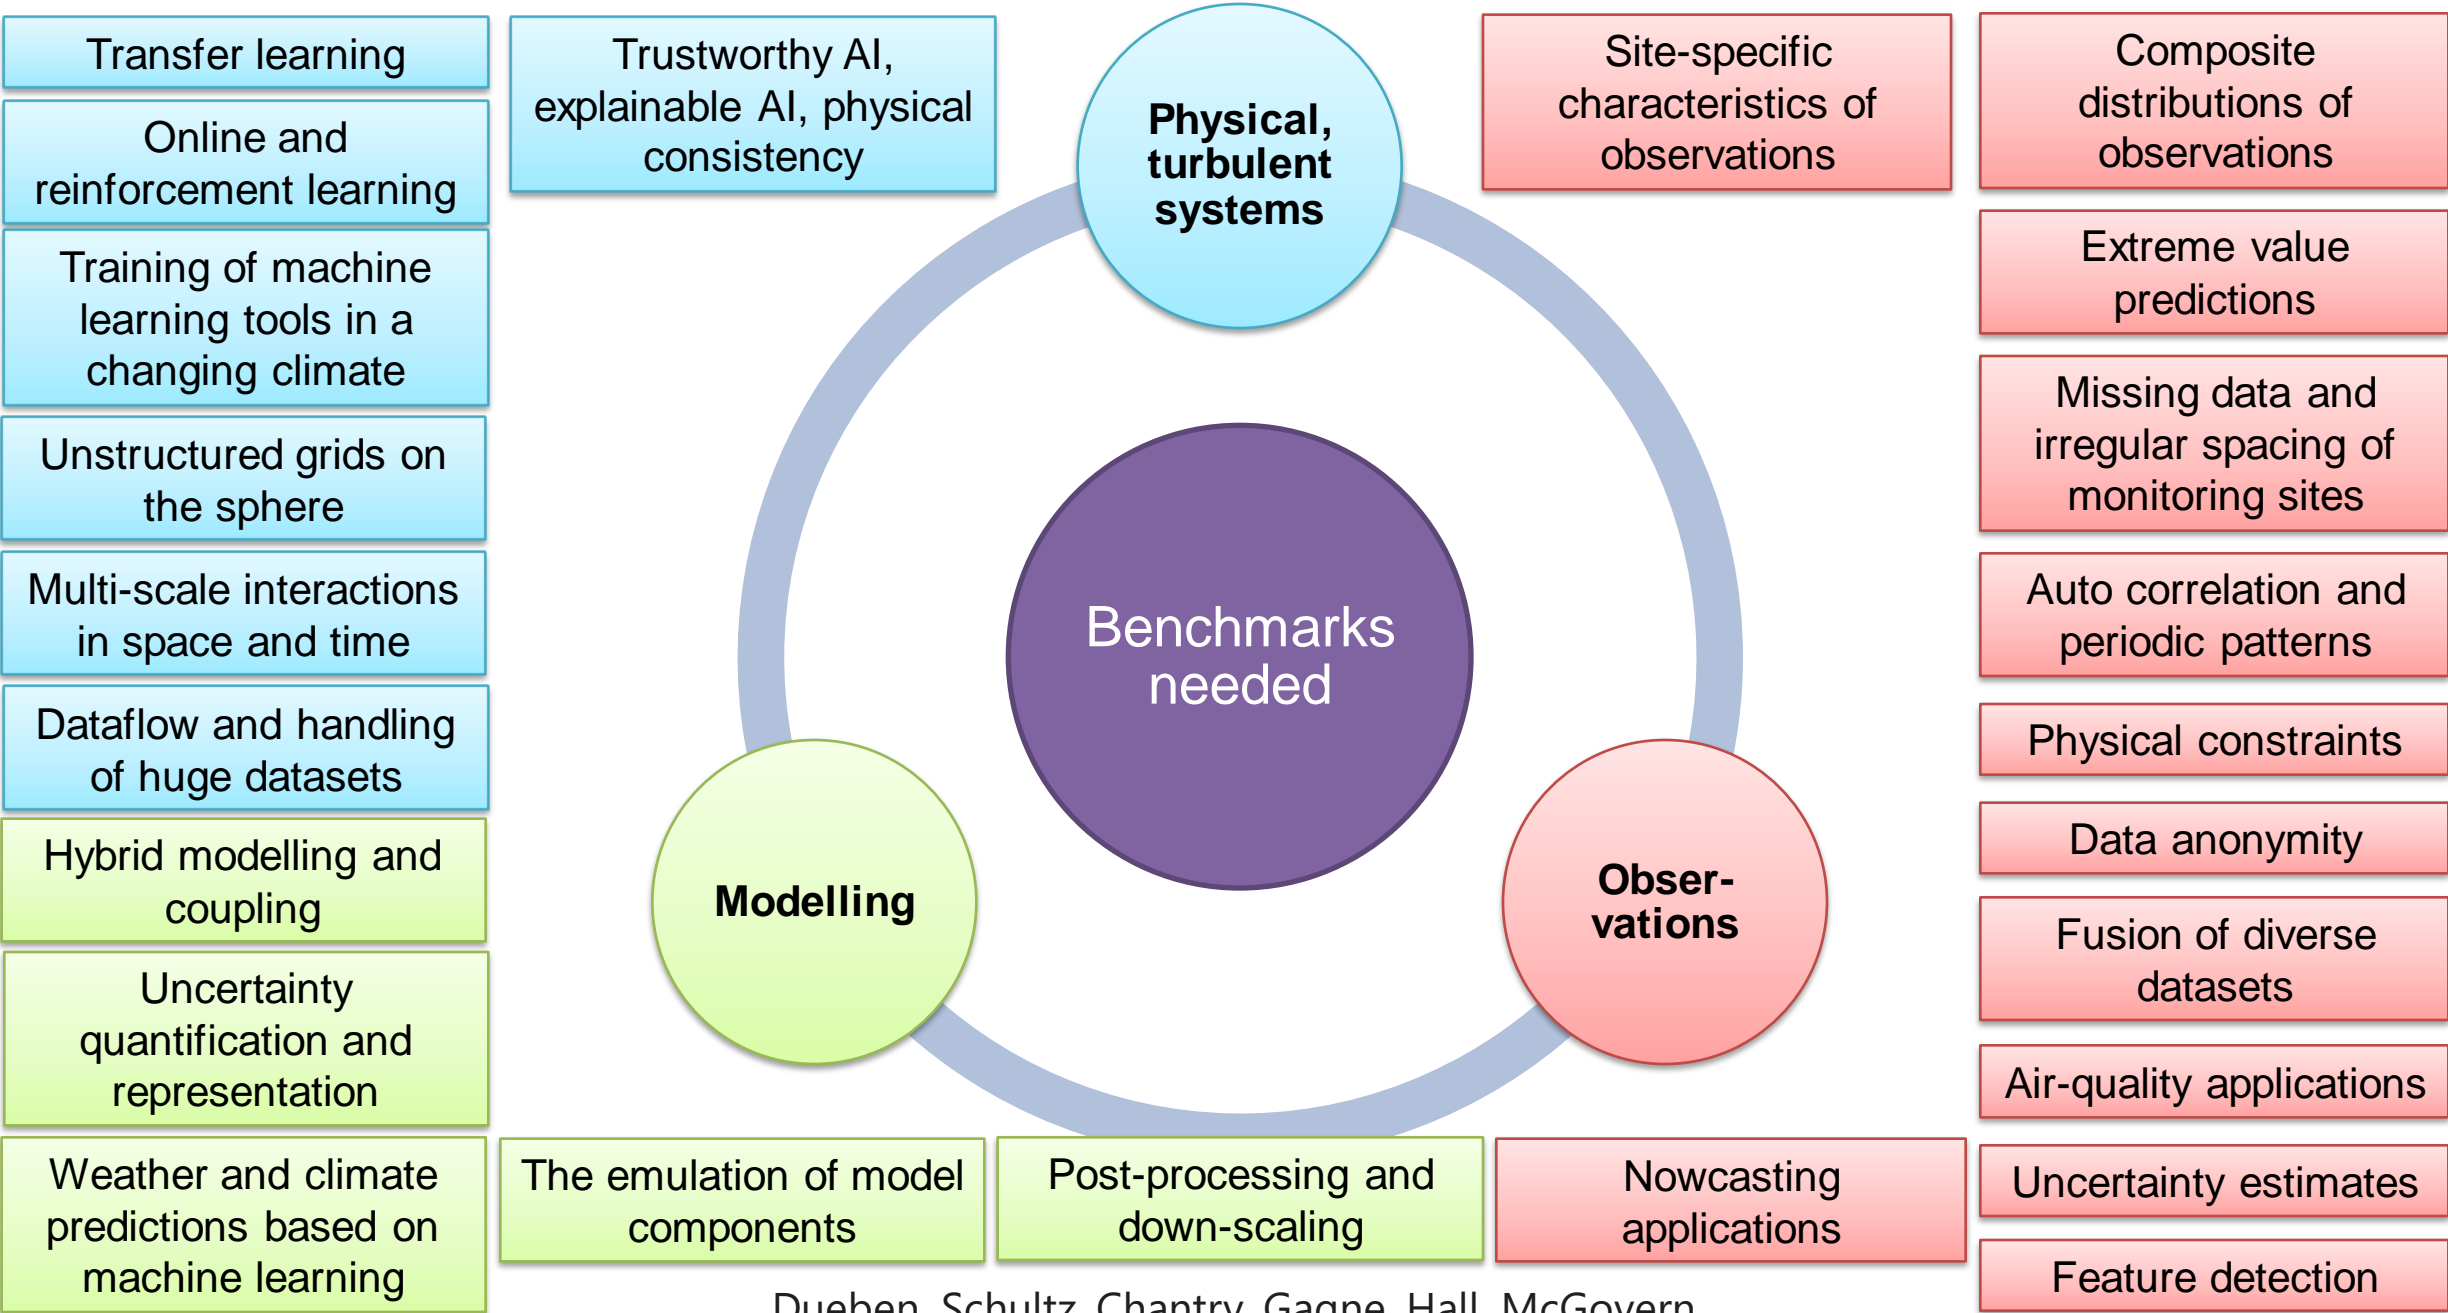 Transfer learning
Online and
reinforcement learning
Training of machine
learning tools in a
changing climate
Unstructured grids on
the sphere
Multi-scale interactions
in space and time
Dataflow and handling
of huge datasets
Hybrid modelling and
coupling
Uncertainty
quantification and
representation
Weather and climate
predictions based on
machine learning
Trustworthy AI,
explainable AI, physical
consistency
Physical,
turbulent
systems
Benchmarks
needed
Modelling
Obser-
vations
The emulation of model
components
Post-processing and
down-scaling
Nowcasting
applications
Site-specific
characteristics of
observations
Composite
distributions of
observations
Extreme value
predictions
Missing data and
irregular spacing of
monitoring sites
Auto correlation and
periodic patterns
Physical constraints
Data anonymity
Fusion of diverse
datasets
Air-quality applications
Uncertainty estimates
Feature detection
Dueben, Schultz, Chantry, Gagne, Hall, McGovern